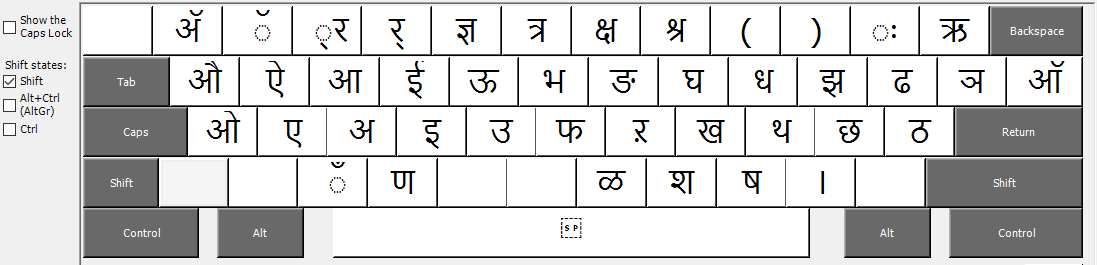 Show the
Caps Lock
Shift states:
Shift
Alt+Ctrl
(AltGr)
Ctrl
ॲ ॅ ्र र् ज्ञ त्र क्ष श्र ( ) ः ऋ Backspace
Tab औ ऐ आ ई ऊ भ ङ घ ध झ ढ ञ ऑ
Caps ओ ए अ इ उ फ ऱ ख थ छ ठ Return
Shift ँ ण ळ श ष । Shift
Control Alt SP Alt Control